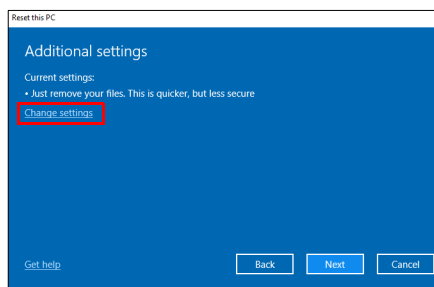 Reset this PC
Additional settings
Current settings:
• Just remove your files. This is quicker, but less secure
Change settings
Get help
Back
Next
Cancel